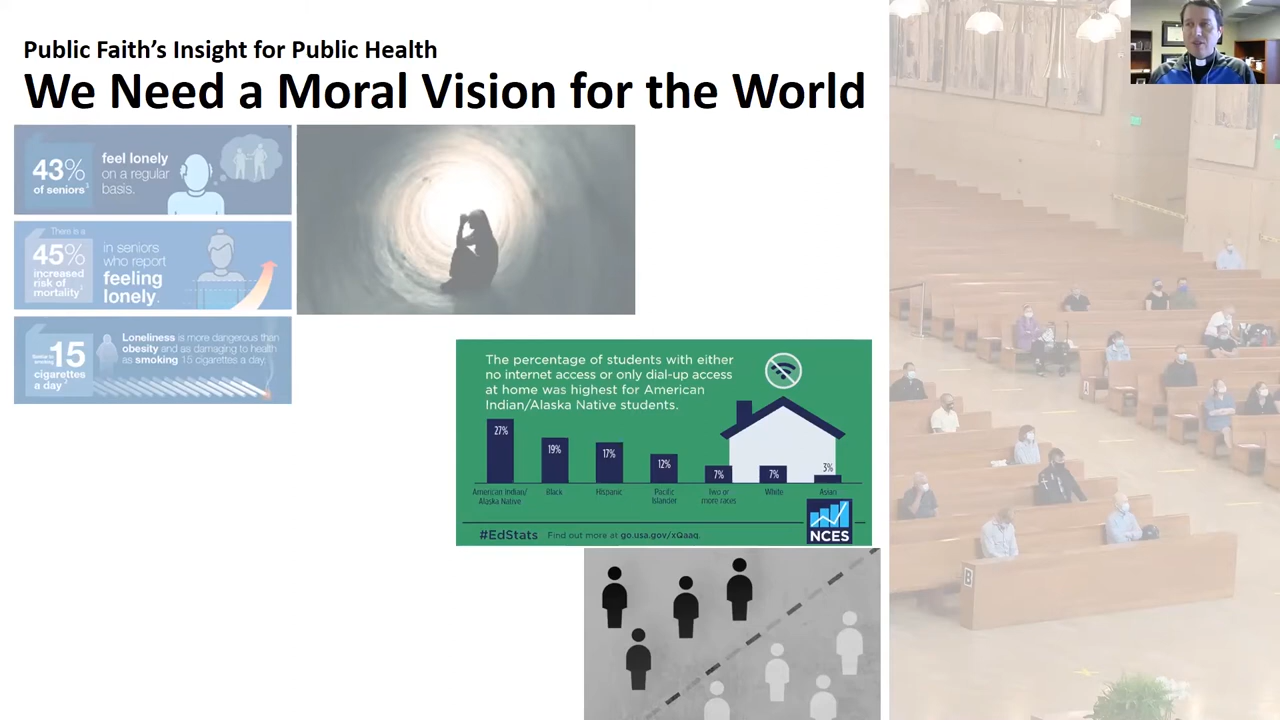 Public Faith's Insight for Public Health
We Need a Moral Vision for the World
43%
of seniors¹
feel lonely
on a regular
basis.
There is a
45%
increased
risk of
mortality²
in seniors
who report
feeling
lonely.
15
cigarettes
a day
Loneliness is more dangerous than
obesity and as damaging to health
as smoking 15 cigarettes a day.
The percentage of students with either
no internet access or only dial-up access
at home was highest for American
Indian/Alaska Native students.
27%
19%
17%
12%
7%
7%
3%
American Indian/
Alaska Native
Black
Hispanic
Pacific
Islander
Two or
more races
White
Asian
#EdStats
Find out more at go.usa.gov/xQaaq.
NCES
A
B